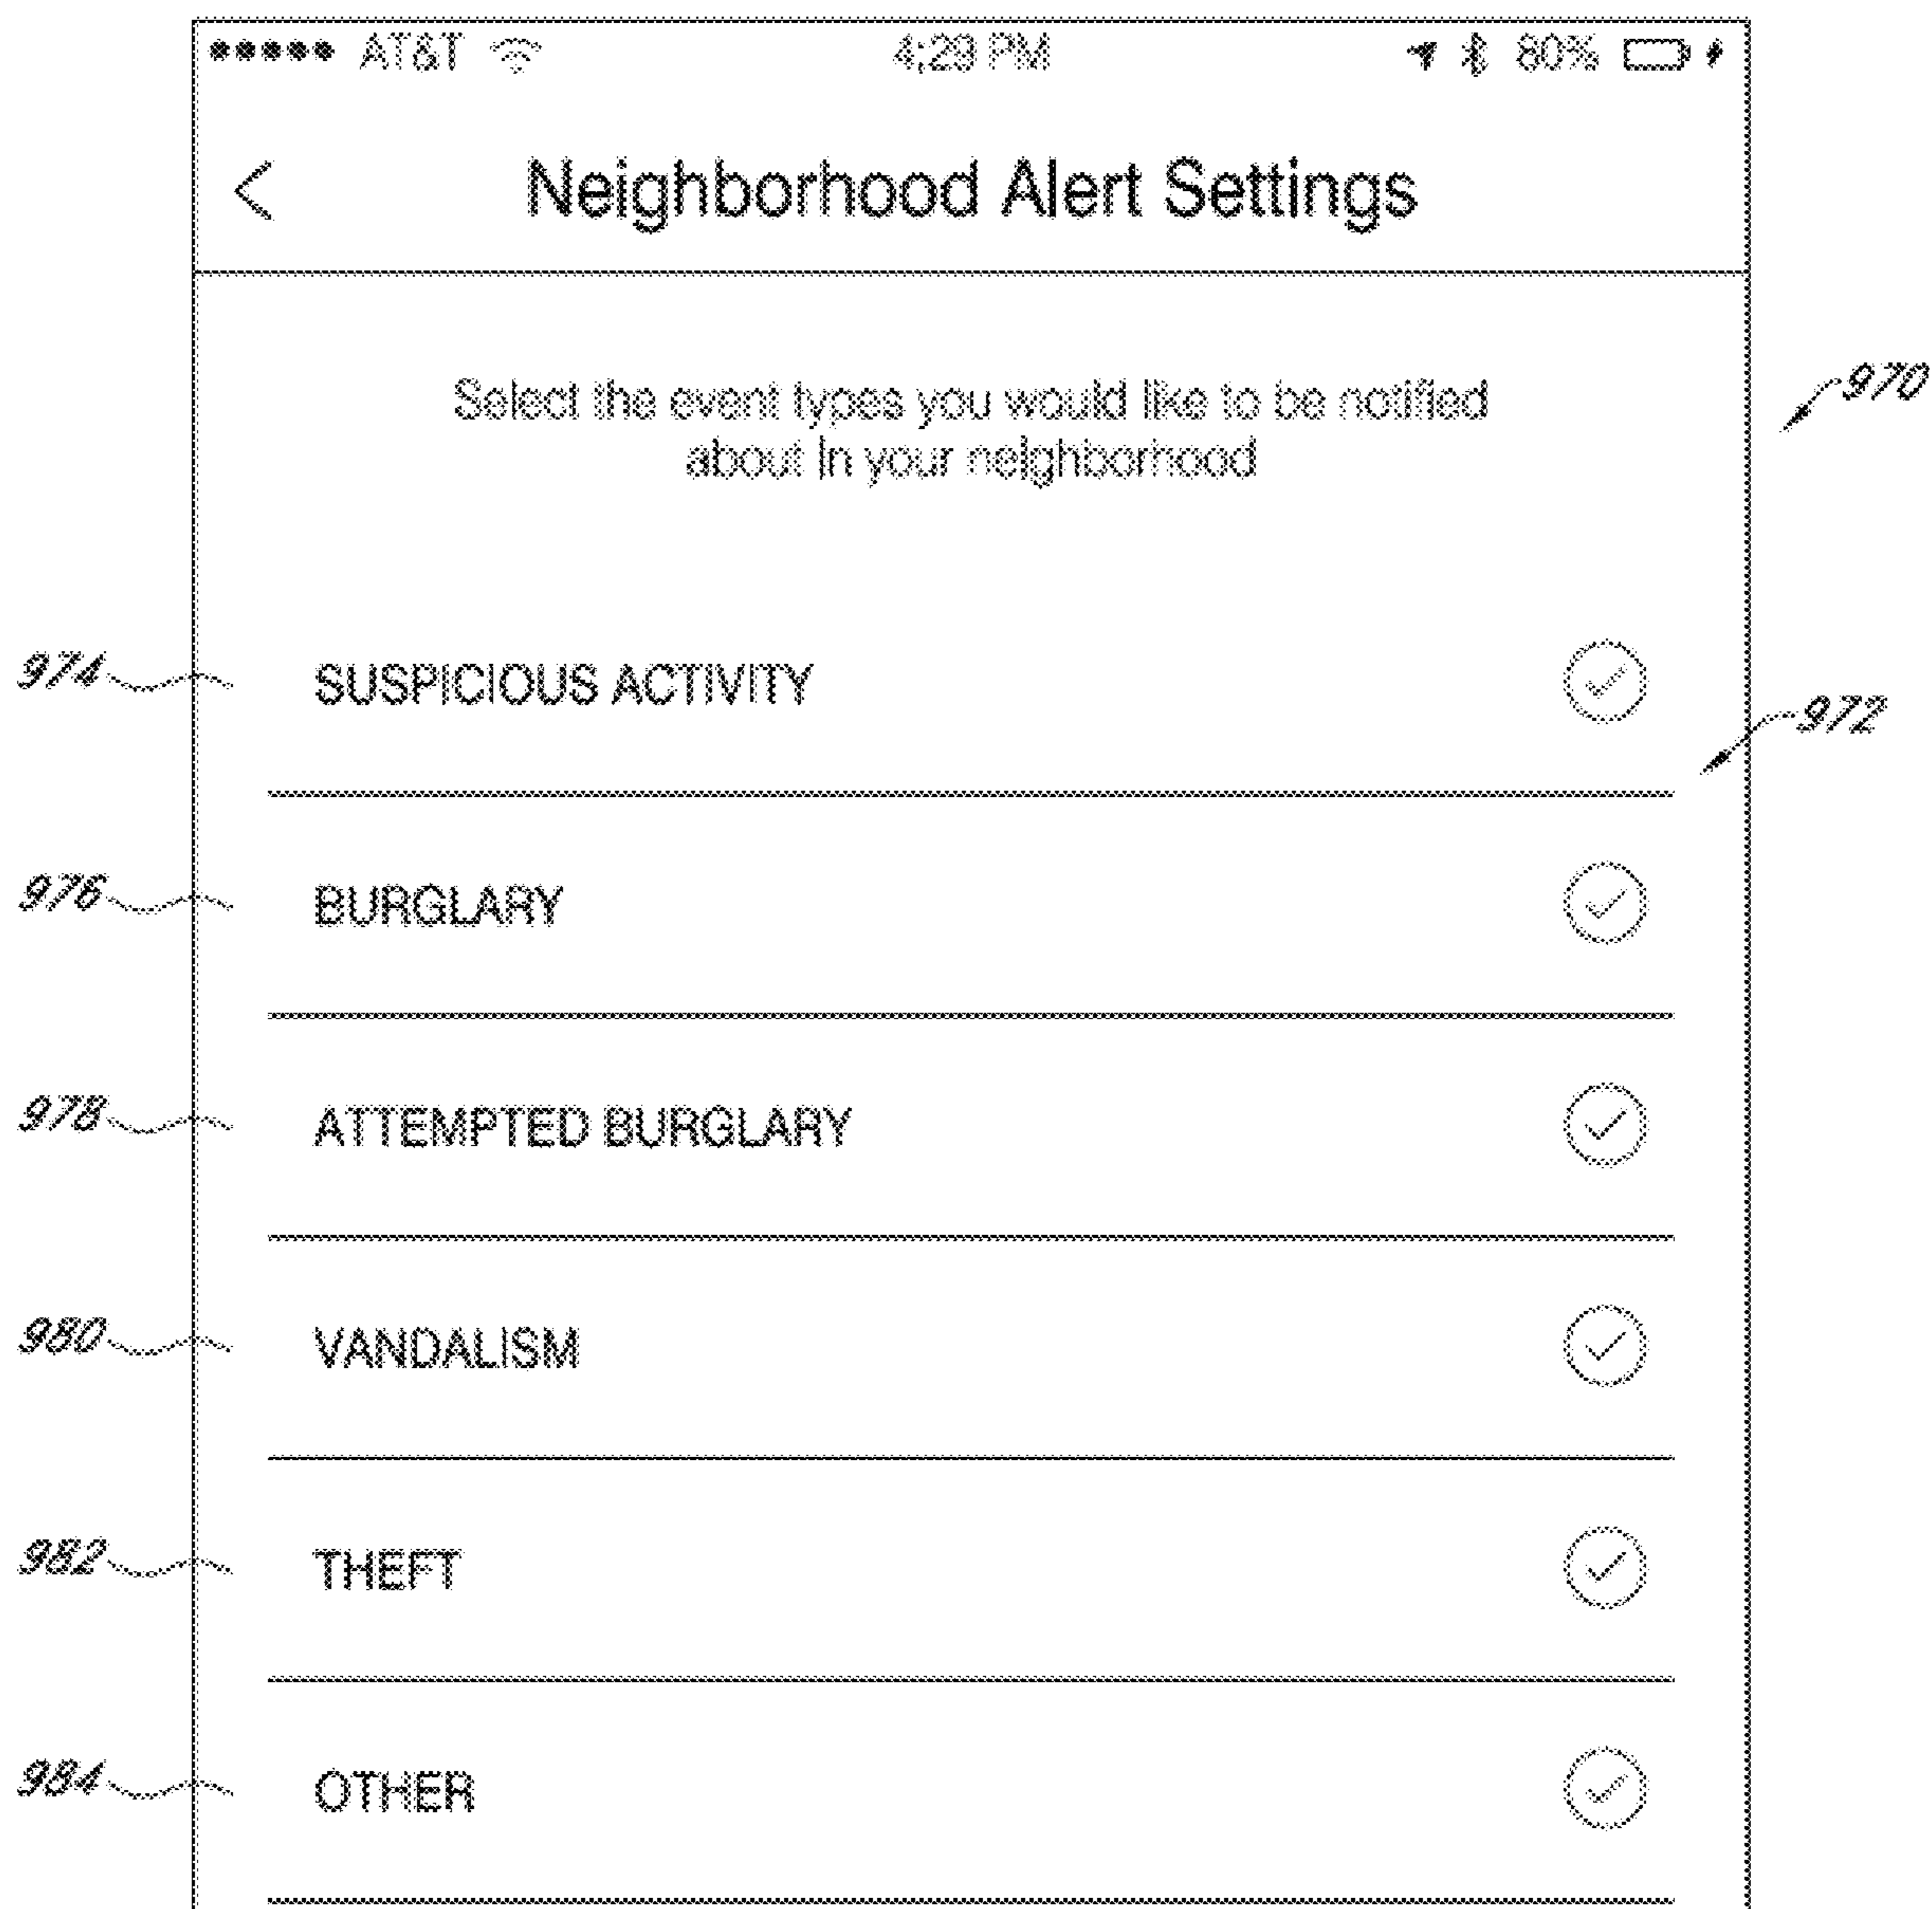 AT&T 4:29 PM 80%
< Neighborhood Alert Settings
Select the event types you would like to be notified
about in your neighborhood
970
974 SUSPICIOUS ACTIVITY
972
976 BURGLARY
978 ATTEMPTED BURGLARY
980 VANDALISM
982 THEFT
984 OTHER